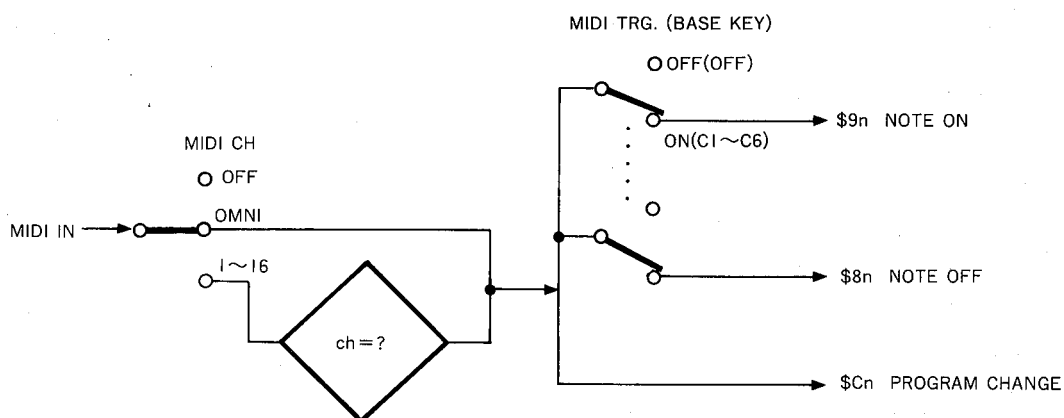 MIDI TRG. (BASE KEY)
OFF(OFF)
$9n NOTE ON
ON(C1~C6)
MIDI CH
OFF
OMNI
MIDI IN
1~16
$8n NOTE OFF
ch=?
$Cn PROGRAM CHANGE